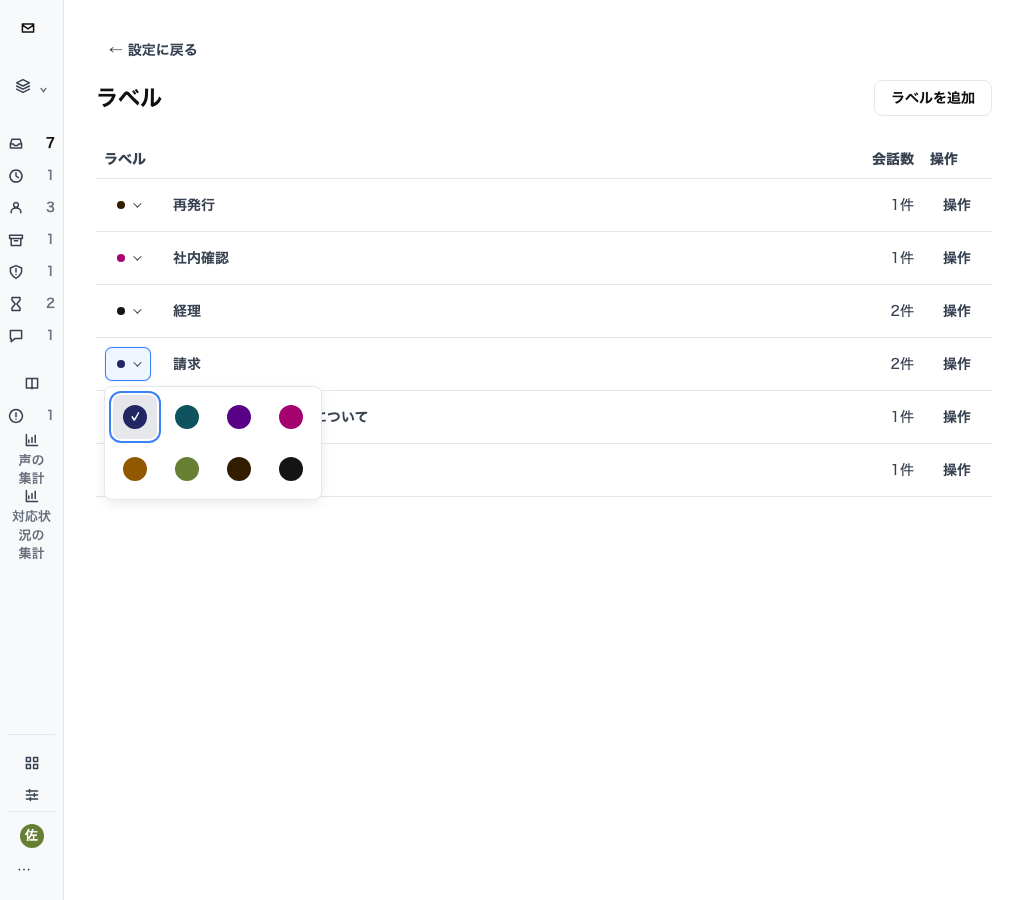 ← 設定に戻る
ラベル
ラベルを追加
ラベル 会話数 操作
再発行 1件 操作
社内確認 1件 操作
経理 2件 操作
請求 2件 操作
について 1件 操作
1件 操作
7
1
3
1
1
2
1
1
声の
集計
対応状
況の
集計
佐
…